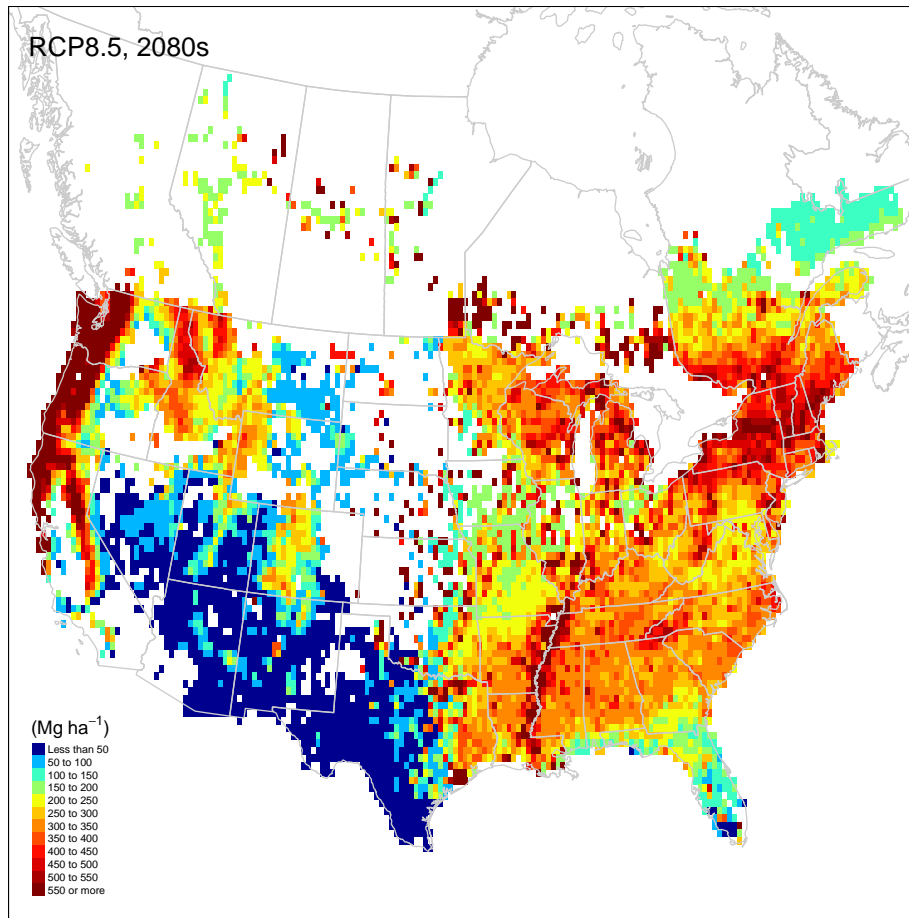 RCP8.5, 2080s
(Mg ha⁻¹)
Less than 50
50 to 100
100 to 150
150 to 200
200 to 250
250 to 300
300 to 350
350 to 400
400 to 450
450 to 500
500 to 550
550 or more